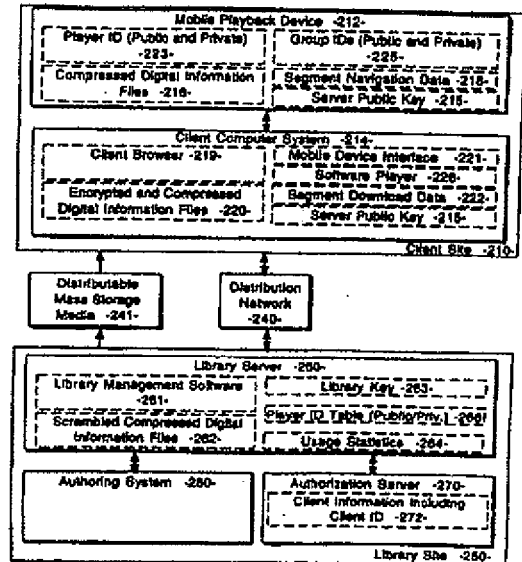 Mobile Playback Device -212-
Player ID (Public and Private)
-223-
Group IDs (Public and Private)
-225-
Compressed Digital Information
Files -216-
Segment Navigation Data -218-
Server Public Key -215-
Client Computer System -214-
Client Browser -219-
Mobile Device Interface -221-
Software Player -226-
Encrypted and Compressed
Digital Information Files -220-
Segment Download Data -222-
Server Public Key -215-
Client Site -210-
Distributable
Mass Storage
Media -241-
Distribution
Network
-240-
Library Server -260-
Library Management Software
-261-
Library Key -263-
Player ID Table (Public/Priv.) -266-
Scrambled Compressed Digital
Information Files -262-
Usage Statistics -264-
Authoring System -280-
Authorization Server -270-
Client Information Including
Client ID -272-
Library Site -250-